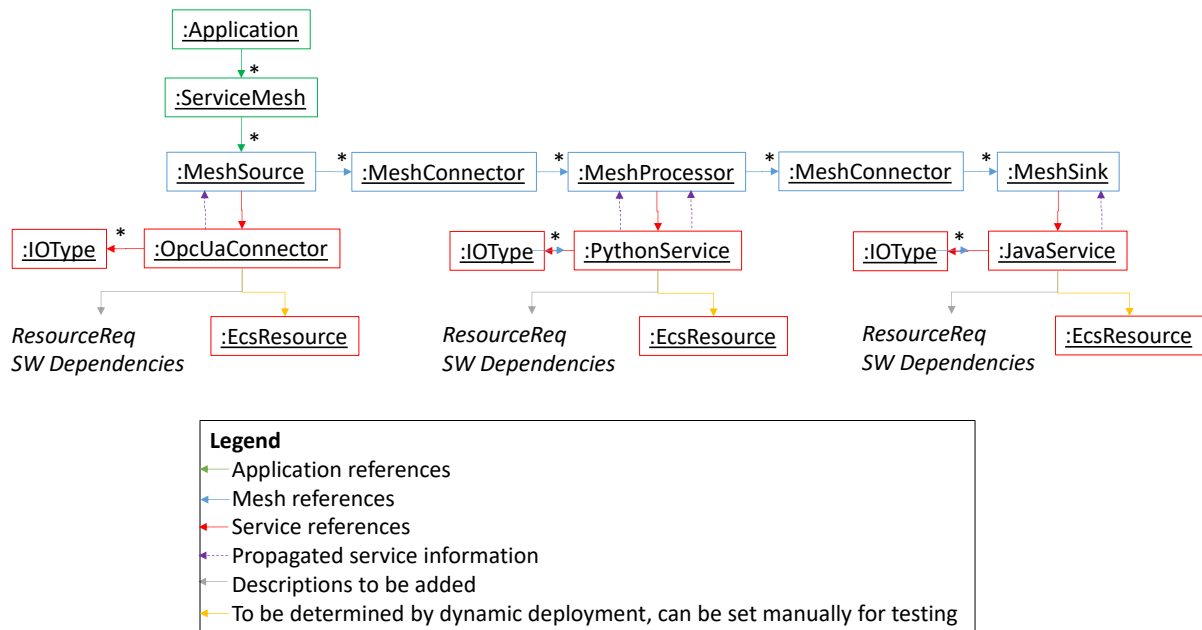 :Application
*
:ServiceMesh
*
:MeshSource
*
:MeshConnector
*
:MeshProcessor
*
:MeshConnector
*
:MeshSink
:IOType
*
:OpcUaConnector
:IOType
*
:PythonService
:IOType
*
:JavaService
ResourceReq
SW Dependencies
:EcsResource
ResourceReq
SW Dependencies
:EcsResource
ResourceReq
SW Dependencies
:EcsResource
Legend
Application references
Mesh references
Service references
Propagated service information
Descriptions to be added
To be determined by dynamic deployment, can be set manually for testing